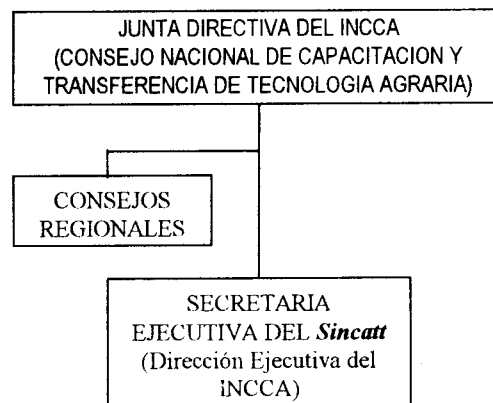 JUNTA DIRECTIVA DEL INCCA
(CONSEJO NACIONAL DE CAPACITACION Y
TRANSFERENCIA DE TECNOLOGIA AGRARIA)
CONSEJOS
REGIONALES
SECRETARIA
EJECUTIVA DEL Sincatt
(Dirección Ejecutiva del
INCCA)